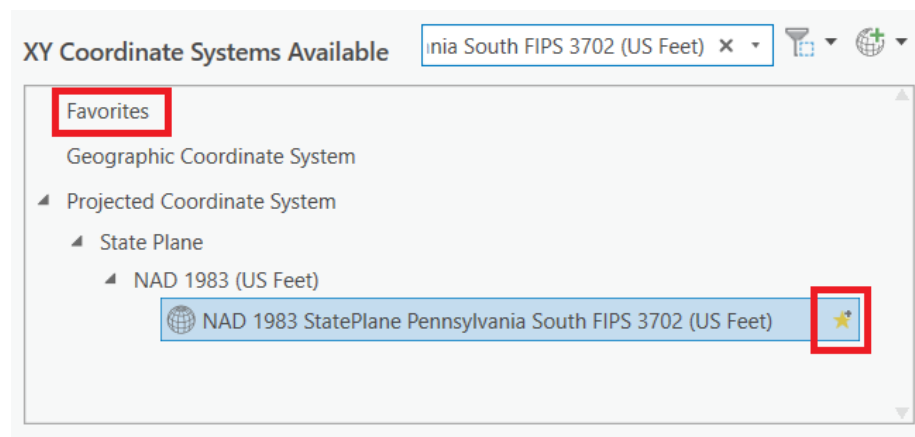 XY Coordinate Systems Available
nia South FIPS 3702 (US Feet)
Favorites
Geographic Coordinate System
Projected Coordinate System
State Plane
NAD 1983 (US Feet)
NAD 1983 StatePlane Pennsylvania South FIPS 3702 (US Feet)